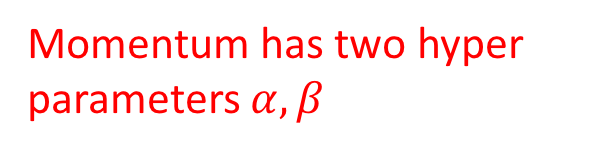 Momentum has two hyper
parameters 𝛼, 𝛽